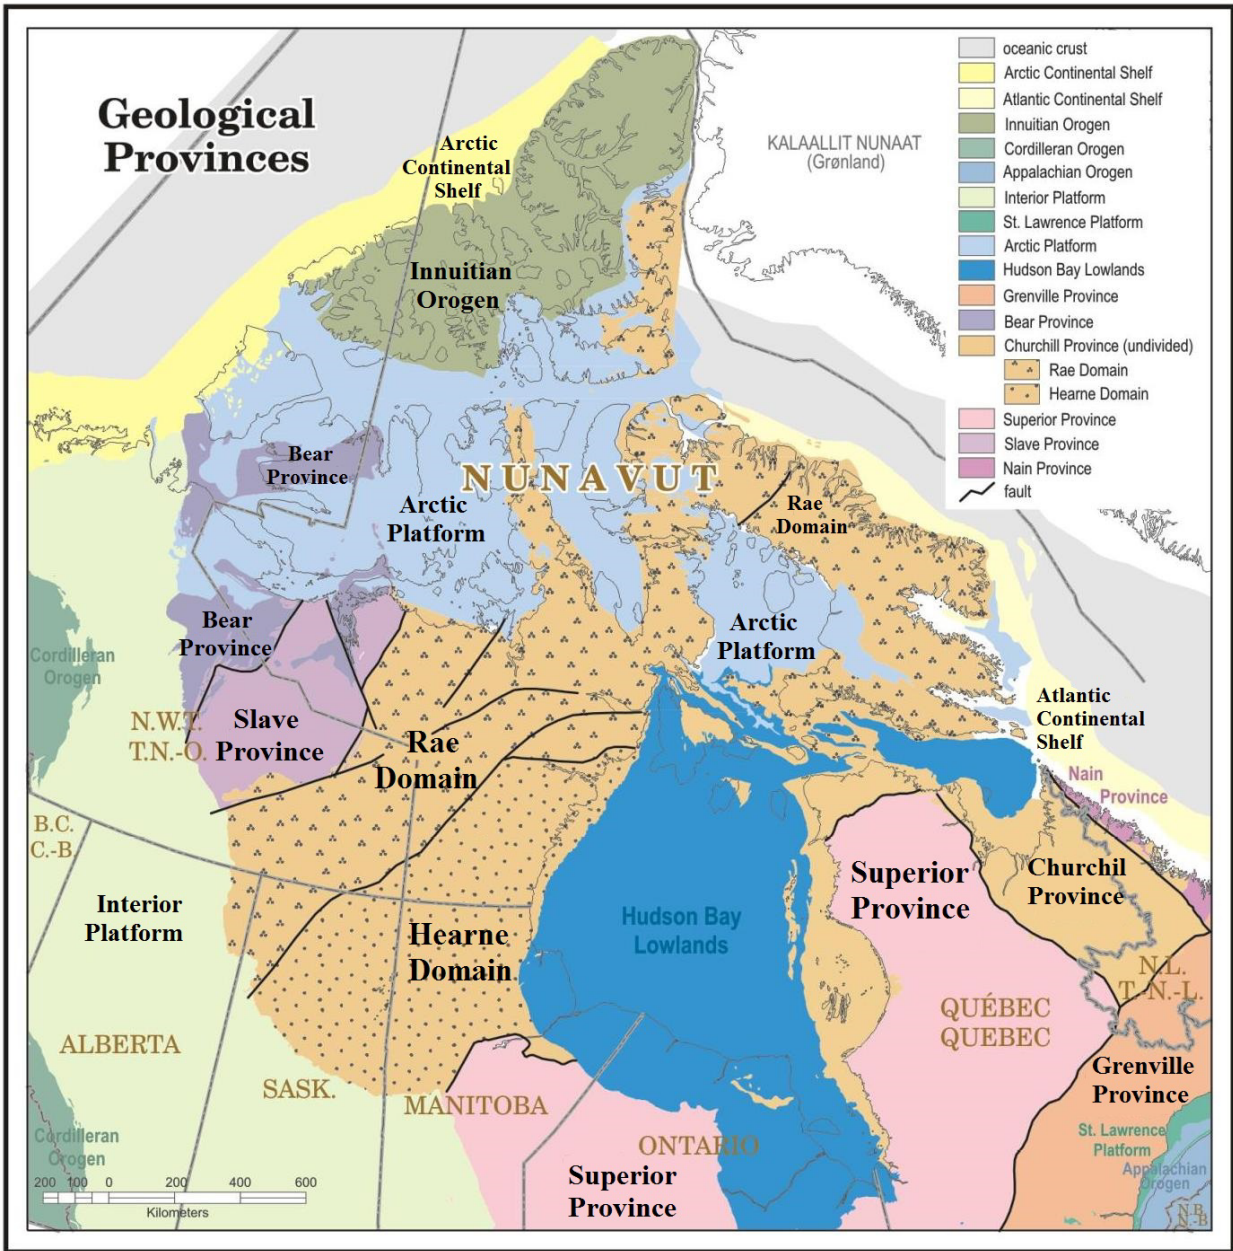 Geological
Provinces
oceanic crust
Arctic Continental Shelf
Atlantic Continental Shelf
Innuitian Orogen
Cordilleran Orogen
Appalachian Orogen
Interior Platform
St. Lawrence Platform
Arctic Platform
Hudson Bay Lowlands
Grenville Province
Bear Province
Churchill Province (undivided)
Rae Domain
Hearne Domain
Superior Province
Slave Province
Nain Province
fault
KALAALLIT NUNAAT
(Grønland)
Arctic
Continental
Shelf
Innuitian
Orogen
Bear
Province
NUNAVUT
Arctic
Platform
Rae
Domain
Bear
Province
Arctic
Platform
Cordilleran
Orogen
N.W.T.
T.N.-O.
Slave
Province
Rae
Domain
Atlantic
Continental
Shelf
Nain
Province
B.C.
C.-B.
Interior
Platform
Superior
Province
Churchil
Province
Hudson Bay
Lowlands
Hearne
Domain
N.L.
T.-N.-L.
QUÉBEC
QUEBEC
ALBERTA
SASK.
MANITOBA
ONTARIO
Grenville
Province
Cordilleran
Orogen
St. Lawrence
Platform
Appalachian
Orogen
Superior
Province
N.B.
N.-B.
200 100 0 200 400 600
Kilometers